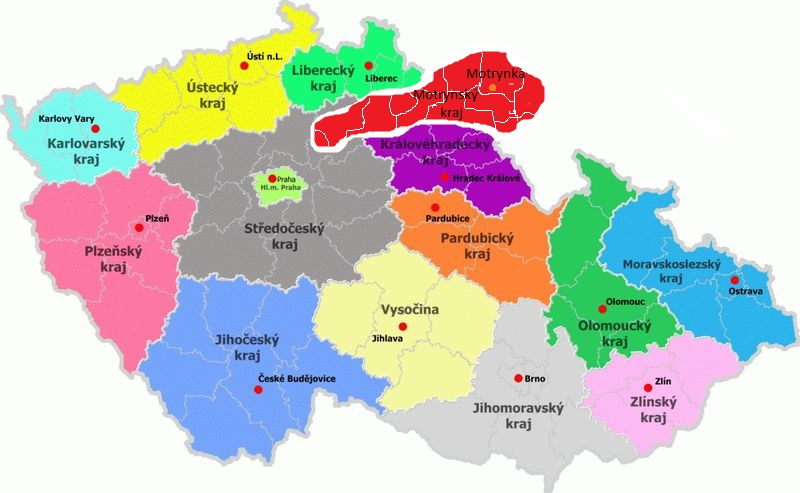 Ústí n.L.
Ústecký
kraj
Liberecký
kraj
Liberec
Motrynka
Motrynský
kraj
Karlovy Vary
Karlovarský
kraj
Královéhradecký
kraj
Hradec Králové
Praha
Hl.m. Praha
Plzeň
Plzeňský
kraj
Středočeský
kraj
Pardubice
Pardubický
kraj
Moravskoslezský
kraj
Ostrava
Olomouc
Olomoucký
kraj
Vysočina
Jihlava
Jihočeský
kraj
České Budějovice
Brno
Jihomoravský
kraj
Zlín
Zlínský
kraj